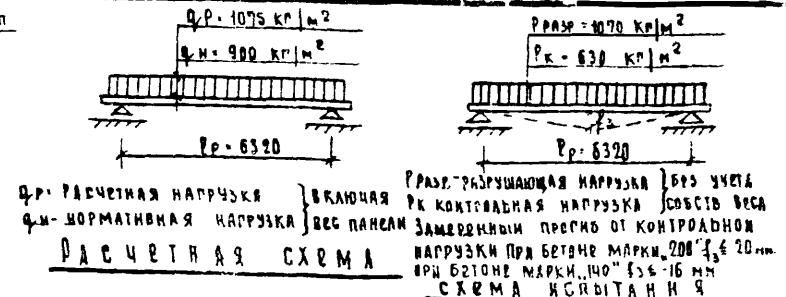 п
qр = 1075 кг/м²
qн = 900 кг/м²
ℓр = 6320
qр - РАСЧЕТНАЯ НАГРУЗКА } ВКЛЮЧАЯ
qн - НОРМАТИВНАЯ НАГРУЗКА } ВЕС ПАНЕЛИ
РАСЧЕТНАЯ СХЕМА
Рразр = 1070 кг/м²
Рк = 630 кг/м²
f з
ℓр = 6320
Рразр - РАЗРУШАЮЩАЯ НАГРУЗКА } БЕЗ УЧЕТА
Рк КОНТРОЛЬНАЯ НАГРУЗКА } СОБСТВ ВЕСА
ЗАМЕРЕННЫЙ ПРОГИБ ОТ КОНТРОЛЬНОЙ
НАГРУЗКИ ПРИ БЕТОНЕ МАРКИ „200" fз ≤ 20 мм.
ПРИ БЕТОНЕ МАРКИ „140" fз ≤ -16 мм
СХЕМА ИСПЫТАНИЯ